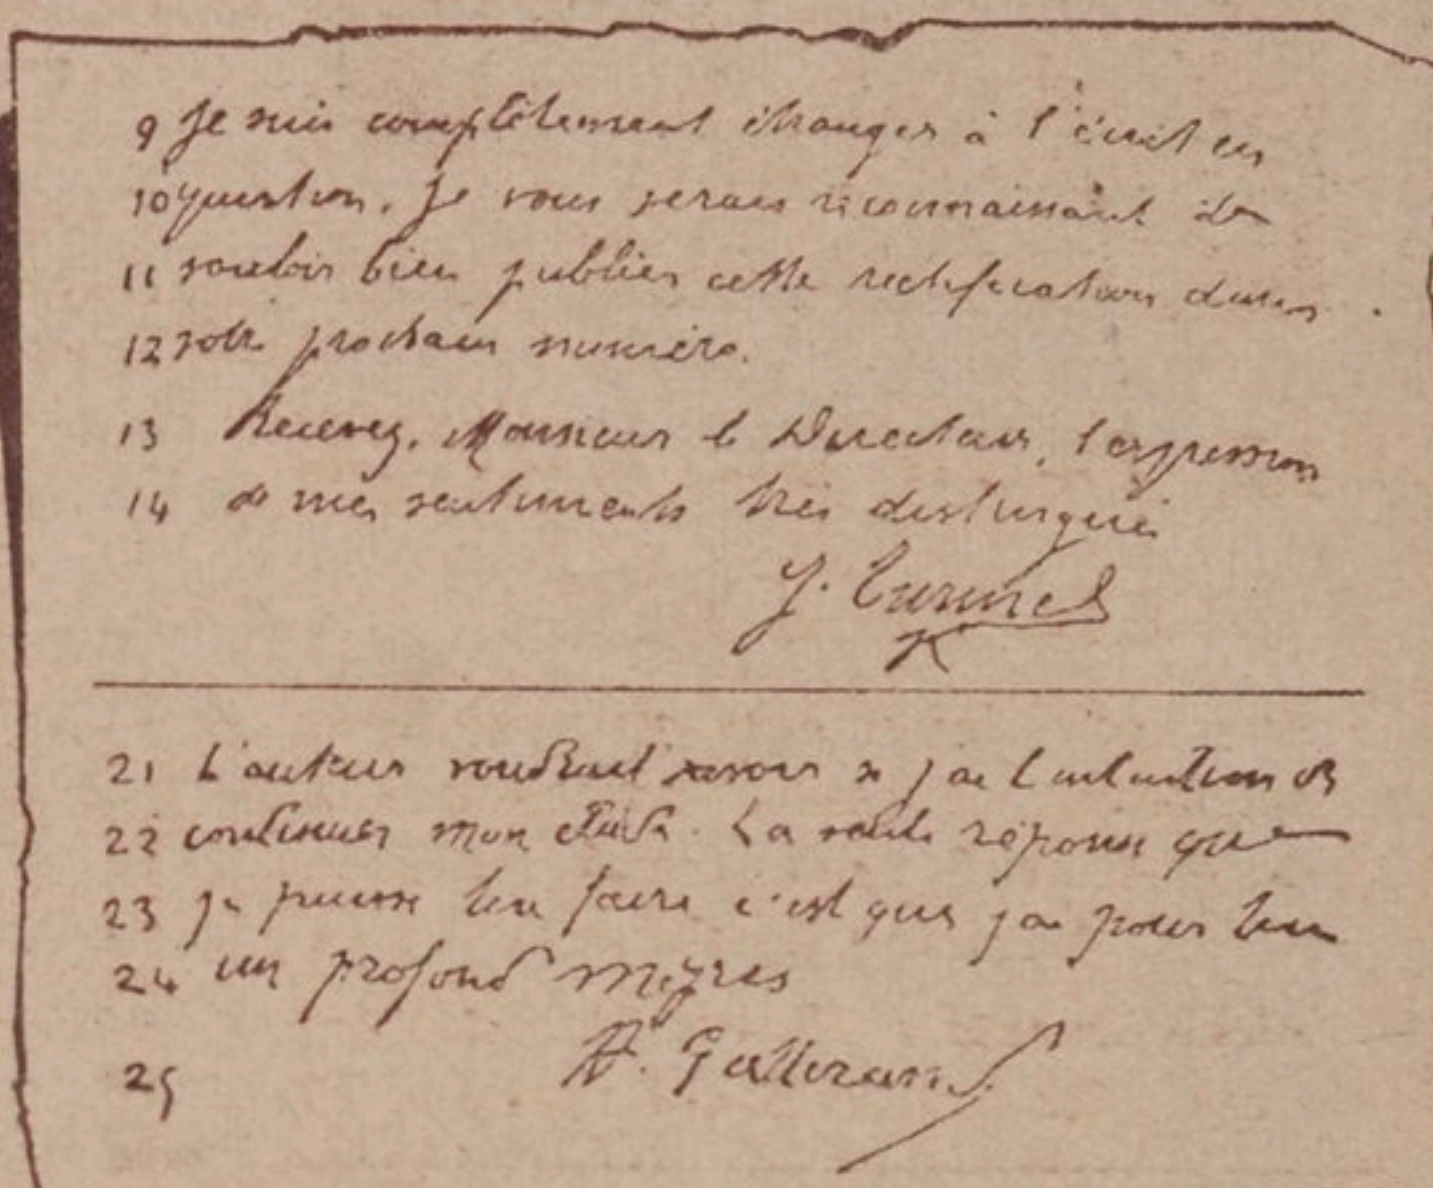 9 Je suis complètement étranger à l'écrit en
10 question. Je vous serais reconnaissant de
11 vouloir bien publier cette rectification dans
12 votre prochain numéro.
13 Recevez, Monsieur le Directeur, l'expression
14 de mes sentiments très distingués
J. Turmel
21 L'auteur voudrait savoir si j'ai l'intention de
22 continuer mon étude. La seule réponse que
23 je puisse lui faire c'est que j'ai pour lui
24 un profond mépris
25 A. Gallerand